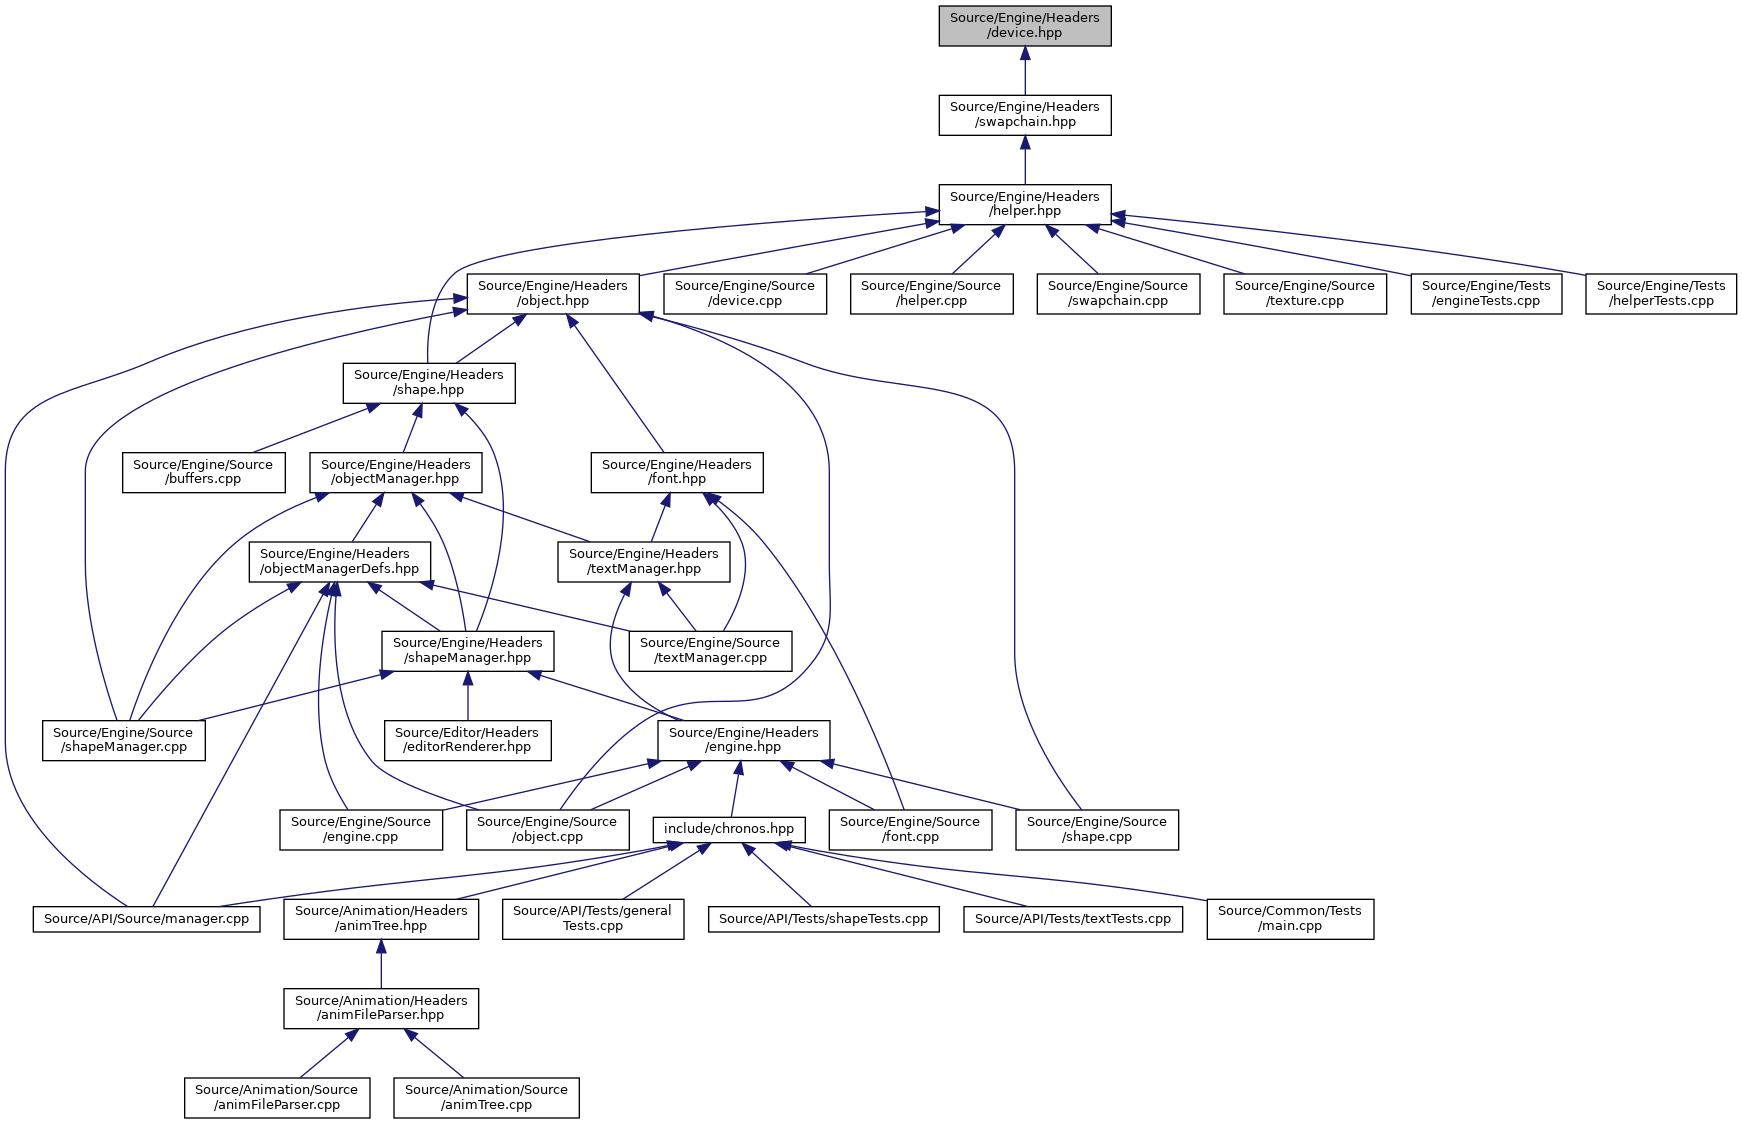 Source/Engine/Headers
/device.hpp
Source/Engine/Headers
/swapchain.hpp
Source/Engine/Headers
/helper.hpp
Source/Engine/Headers
/object.hpp
Source/Engine/Source
/device.cpp
Source/Engine/Source
/helper.cpp
Source/Engine/Source
/swapchain.cpp
Source/Engine/Source
/texture.cpp
Source/Engine/Tests
/engineTests.cpp
Source/Engine/Tests
/helperTests.cpp
Source/Engine/Headers
/shape.hpp
Source/Engine/Source
/buffers.cpp
Source/Engine/Headers
/objectManager.hpp
Source/Engine/Headers
/font.hpp
Source/Engine/Headers
/objectManagerDefs.hpp
Source/Engine/Headers
/textManager.hpp
Source/Engine/Headers
/shapeManager.hpp
Source/Engine/Source
/textManager.cpp
Source/Engine/Source
/shapeManager.cpp
Source/Editor/Headers
/editorRenderer.hpp
Source/Engine/Headers
/engine.hpp
Source/Engine/Source
/engine.cpp
Source/Engine/Source
/object.cpp
include/chronos.hpp
Source/Engine/Source
/font.cpp
Source/Engine/Source
/shape.cpp
Source/API/Source/manager.cpp
Source/Animation/Headers
/animTree.hpp
Source/API/Tests/general
Tests.cpp
Source/API/Tests/shapeTests.cpp
Source/API/Tests/textTests.cpp
Source/Common/Tests
/main.cpp
Source/Animation/Headers
/animFileParser.hpp
Source/Animation/Source
/animFileParser.cpp
Source/Animation/Source
/animTree.cpp